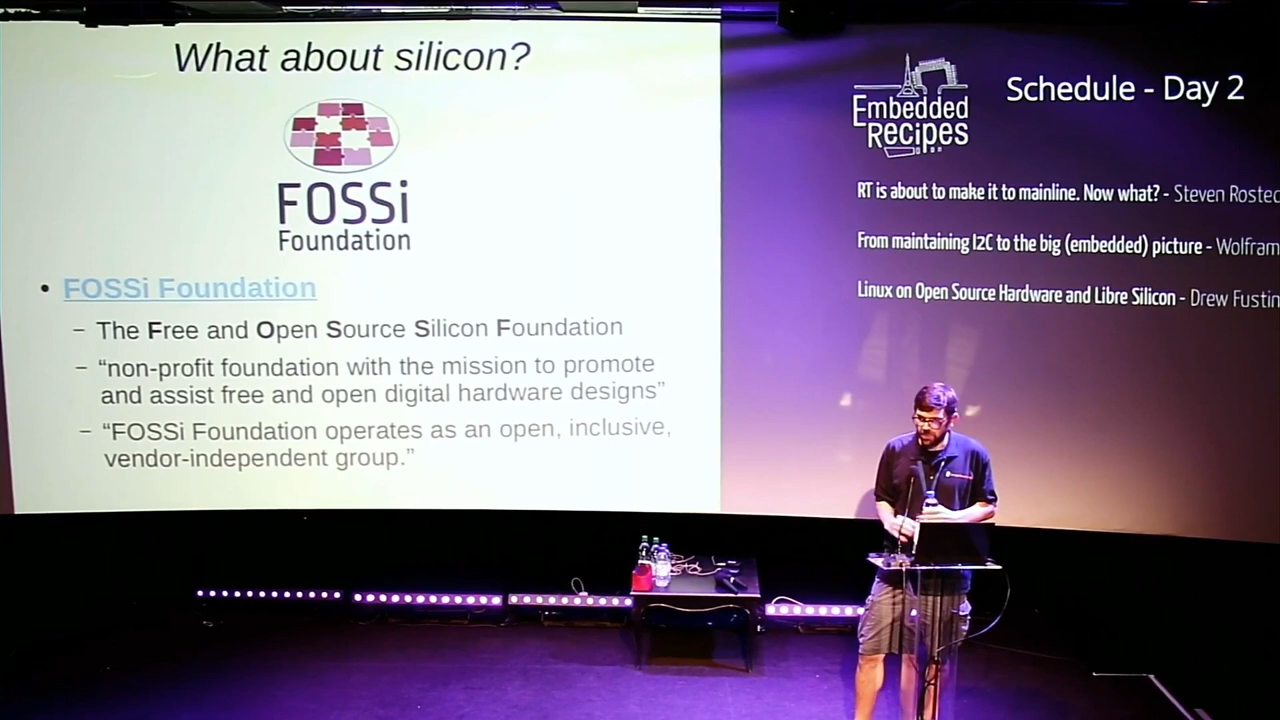 What about silicon?
FOSSi
Foundation
• FOSSi Foundation
– The Free and Open Source Silicon Foundation
– “non-profit foundation with the mission to promote
and assist free and open digital hardware designs”
– “FOSSi Foundation operates as an open, inclusive,
vendor-independent group.”
Embedded
Recipes
Schedule - Day 2
RT is about to make it to mainline. Now what? - Steven Rosted
From maintaining I2C to the big (embedded) picture - Wolfram
Linux on Open Source Hardware and Libre Silicon - Drew Fustin